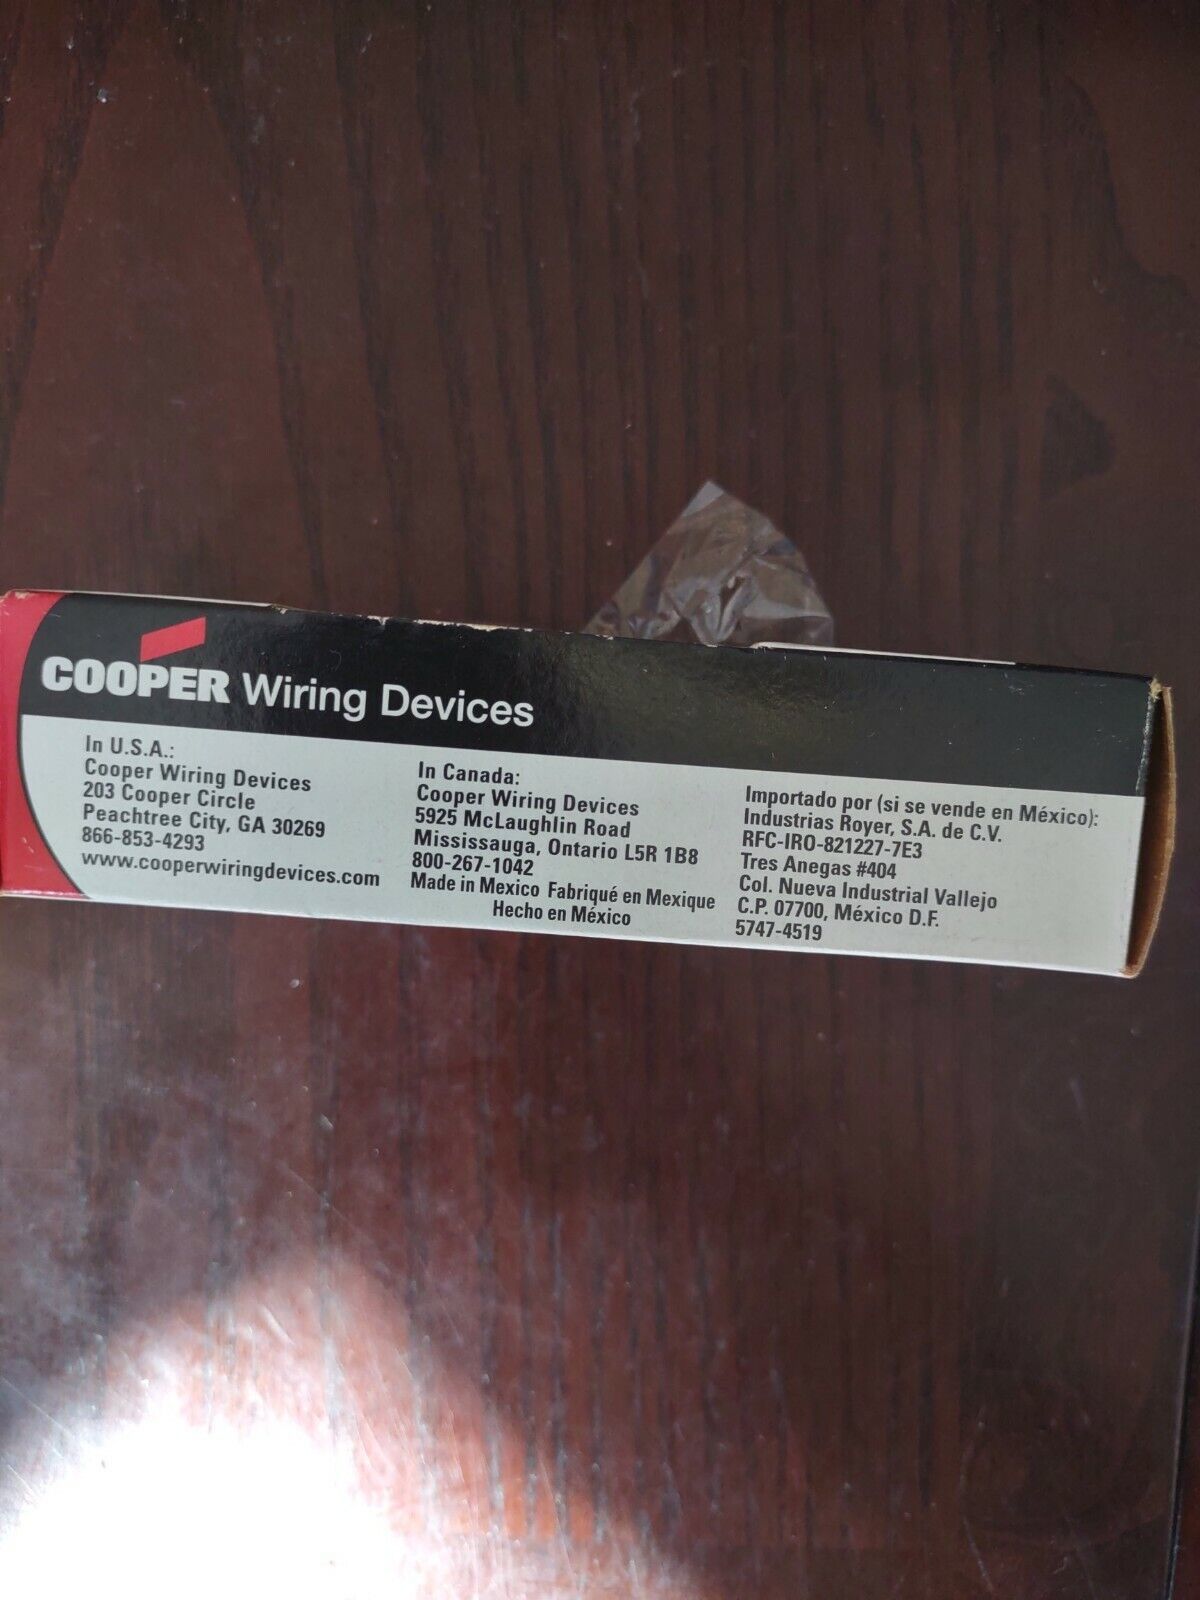 COOPER Wiring Devices
In U.S.A.:
Cooper Wiring Devices
203 Cooper Circle
Peachtree City, GA 30269
866-853-4293
www.cooperwiringdevices.com
In Canada:
Cooper Wiring Devices
5925 McLaughlin Road
Mississauga, Ontario L5R 1B8
800-267-1042
Made in Mexico Fabriqué en Mexique
Hecho en México
Importado por (si se vende en México):
Industrias Royer, S.A. de C.V.
RFC-IRO-821227-7E3
Tres Anegas #404
Col. Nueva Industrial Vallejo
C.P. 07700, México D.F.
5747-4519